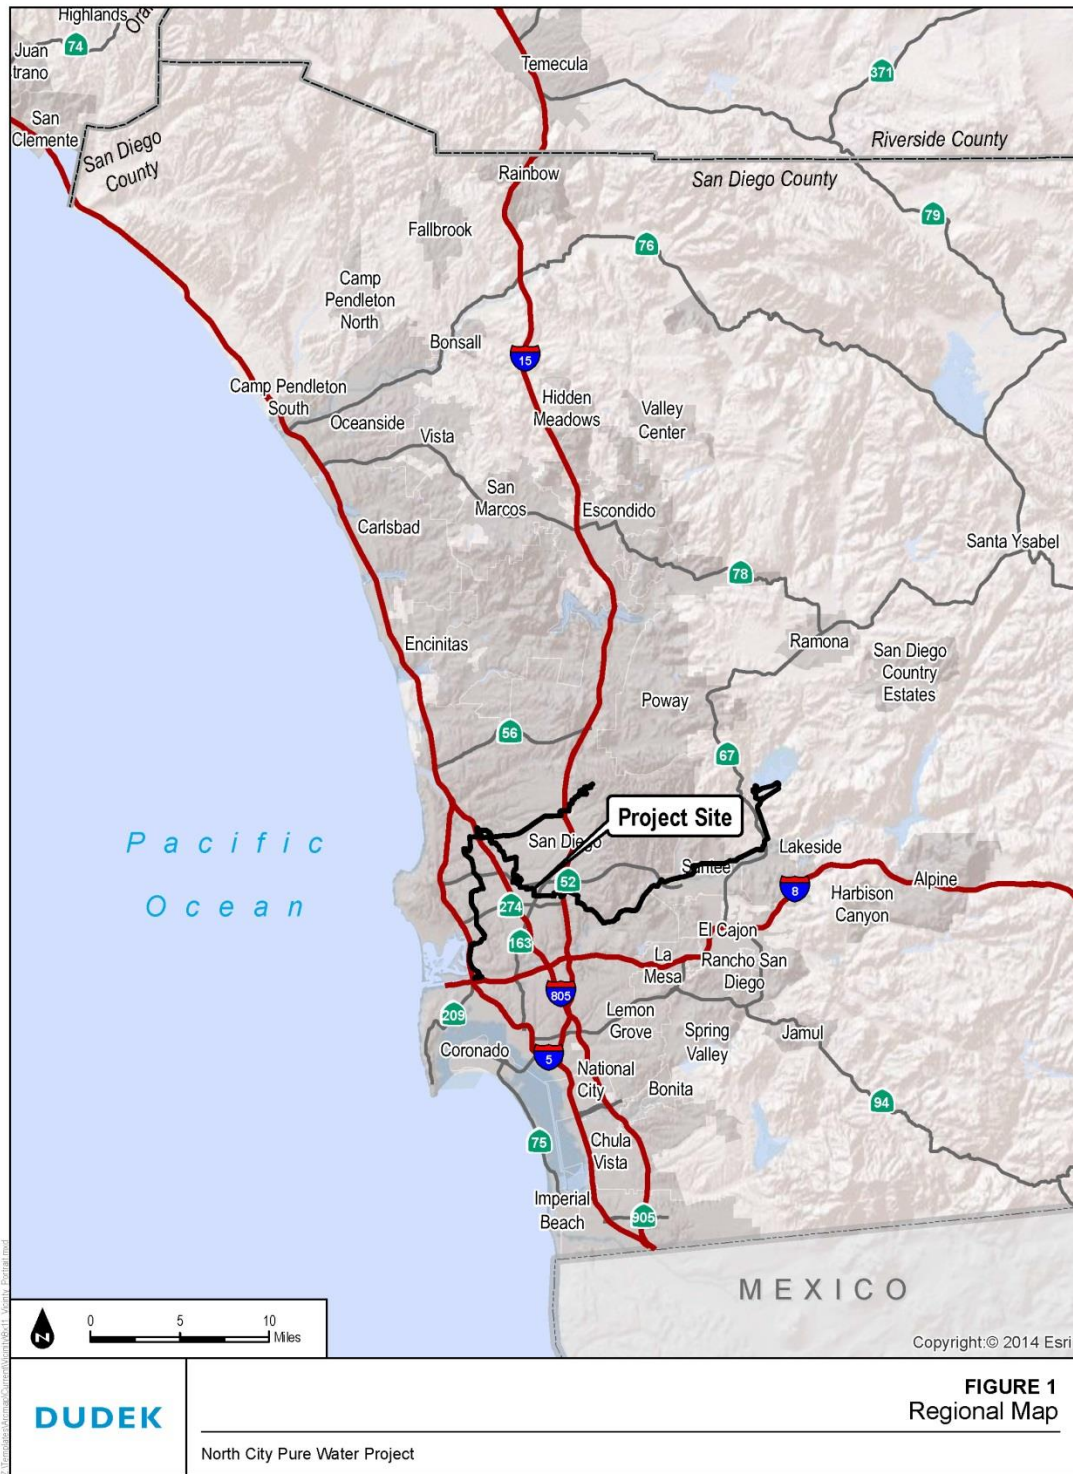 Highlands
Oran
74
Juan
trano
Temecula
371
San
Clemente
San Diego
County
Riverside County
San Diego County
Rainbow
79
Fallbrook
76
Camp
Pendleton
North
Bonsall
15
Camp Pendleton
South
Hidden
Meadows
Valley
Center
Oceanside
Vista
San
Marcos
Escondido
Carlsbad
Santa Ysabel
78
Encinitas
Ramona
San Diego
Country
Estates
Poway
56
67
Project Site
Pacific
Ocean
San Diego
Lakeside
Santee
52
8
Alpine
Harbison
Canyon
274
163
El Cajon
La
Mesa
Rancho San
Diego
805
209
Lemon
Grove
Spring
Valley
Jamul
Coronado
5
National
City
Bonita
94
75
Chula
Vista
Imperial
Beach
905
MEXICO
N
0 5 10
Miles
Copyright:© 2014 Esri
DUDEK
FIGURE 1
Regional Map
North City Pure Water Project